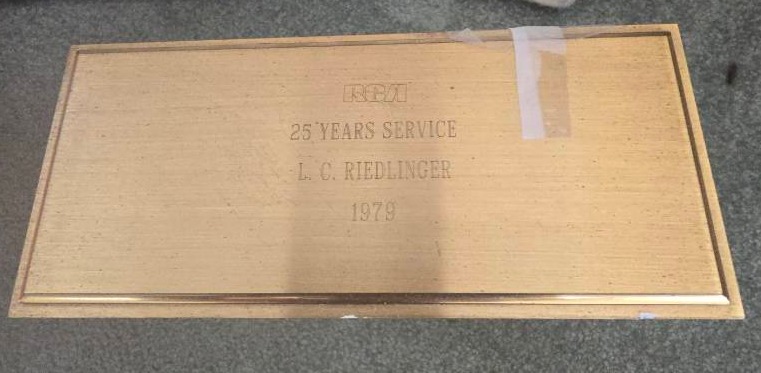 RCA
25 YEARS SERVICE
L. C. RIEDLINGER
1979